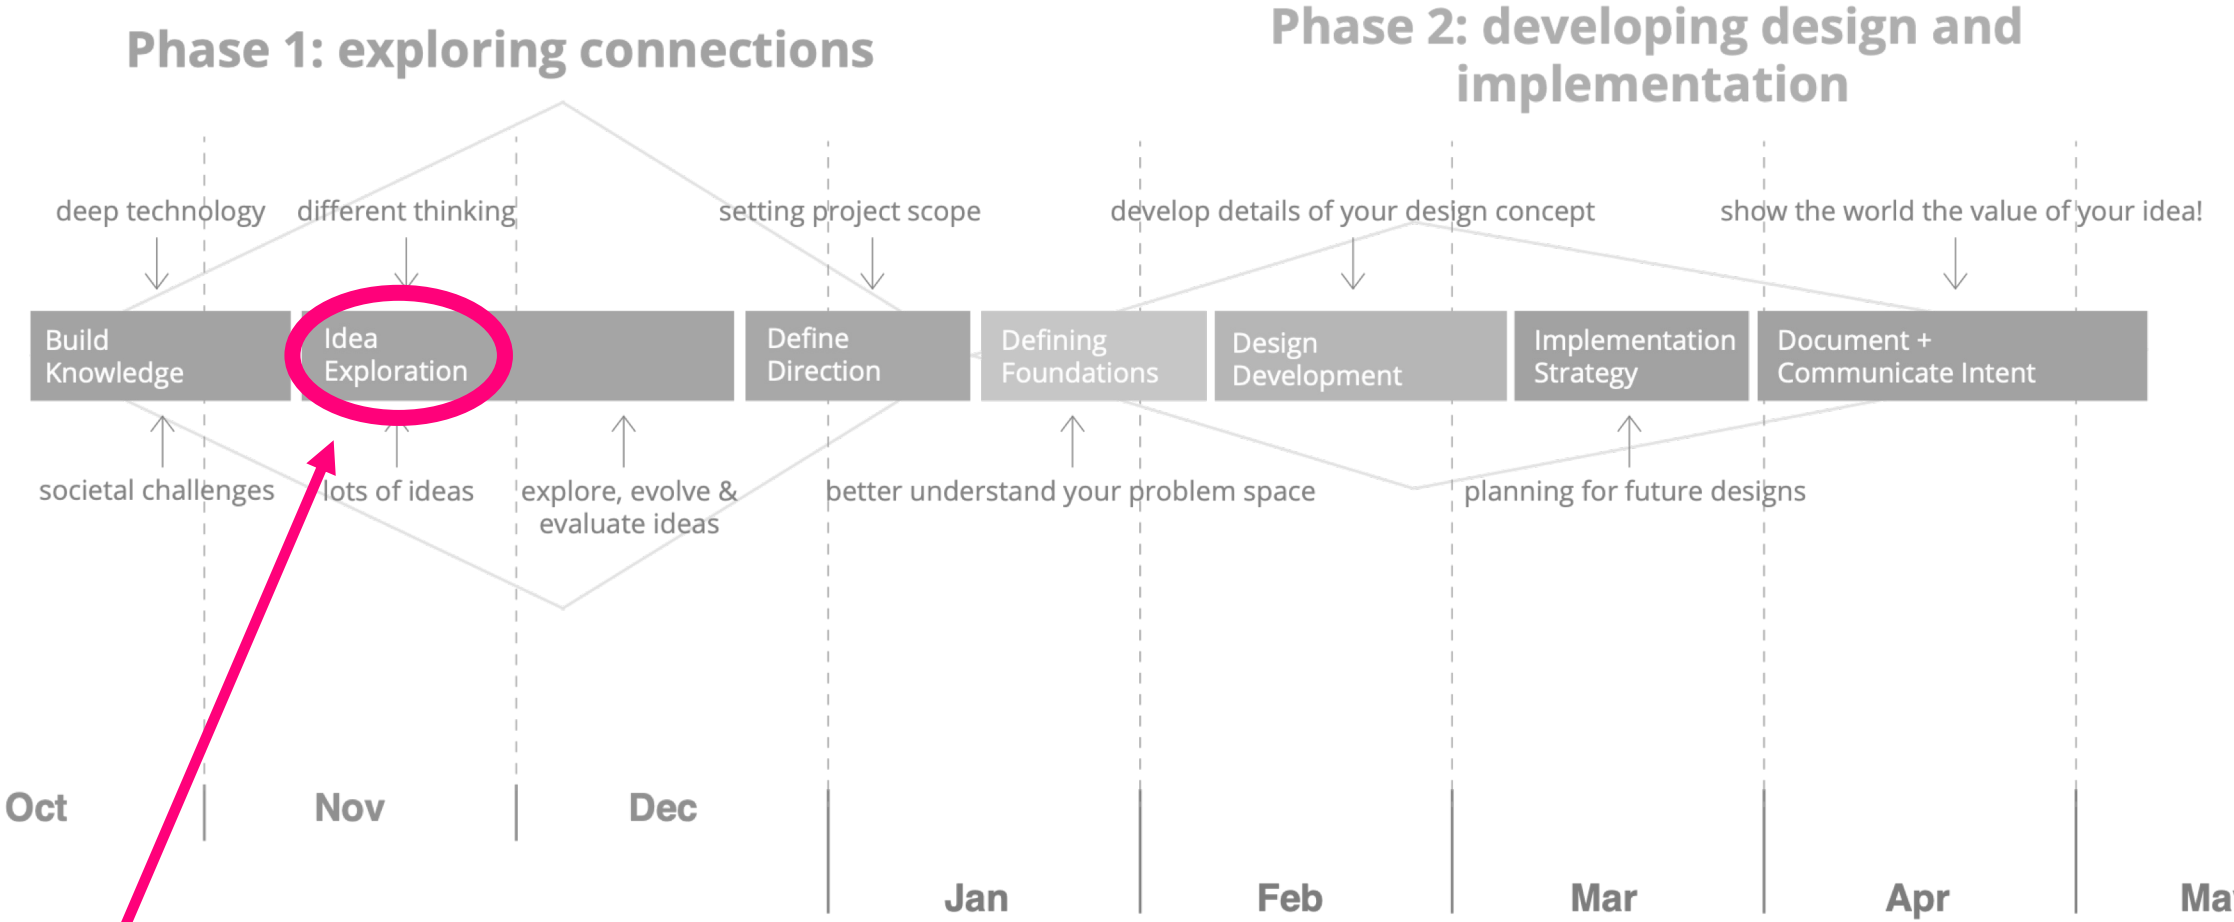 Phase 1: exploring connections
Phase 2: developing design and
implementation
deep technology
different thinking
setting project scope
develop details of your design concept
show the world the value of your idea!
Build
Knowledge
Idea
Exploration
Define
Direction
Defining
Foundations
Design
Development
Implementation
Strategy
Document +
Communicate Intent
societal challenges
lots of ideas
explore, evolve &
evaluate ideas
better understand your problem space
planning for future designs
Oct
Nov
Dec
Jan
Feb
Mar
Apr